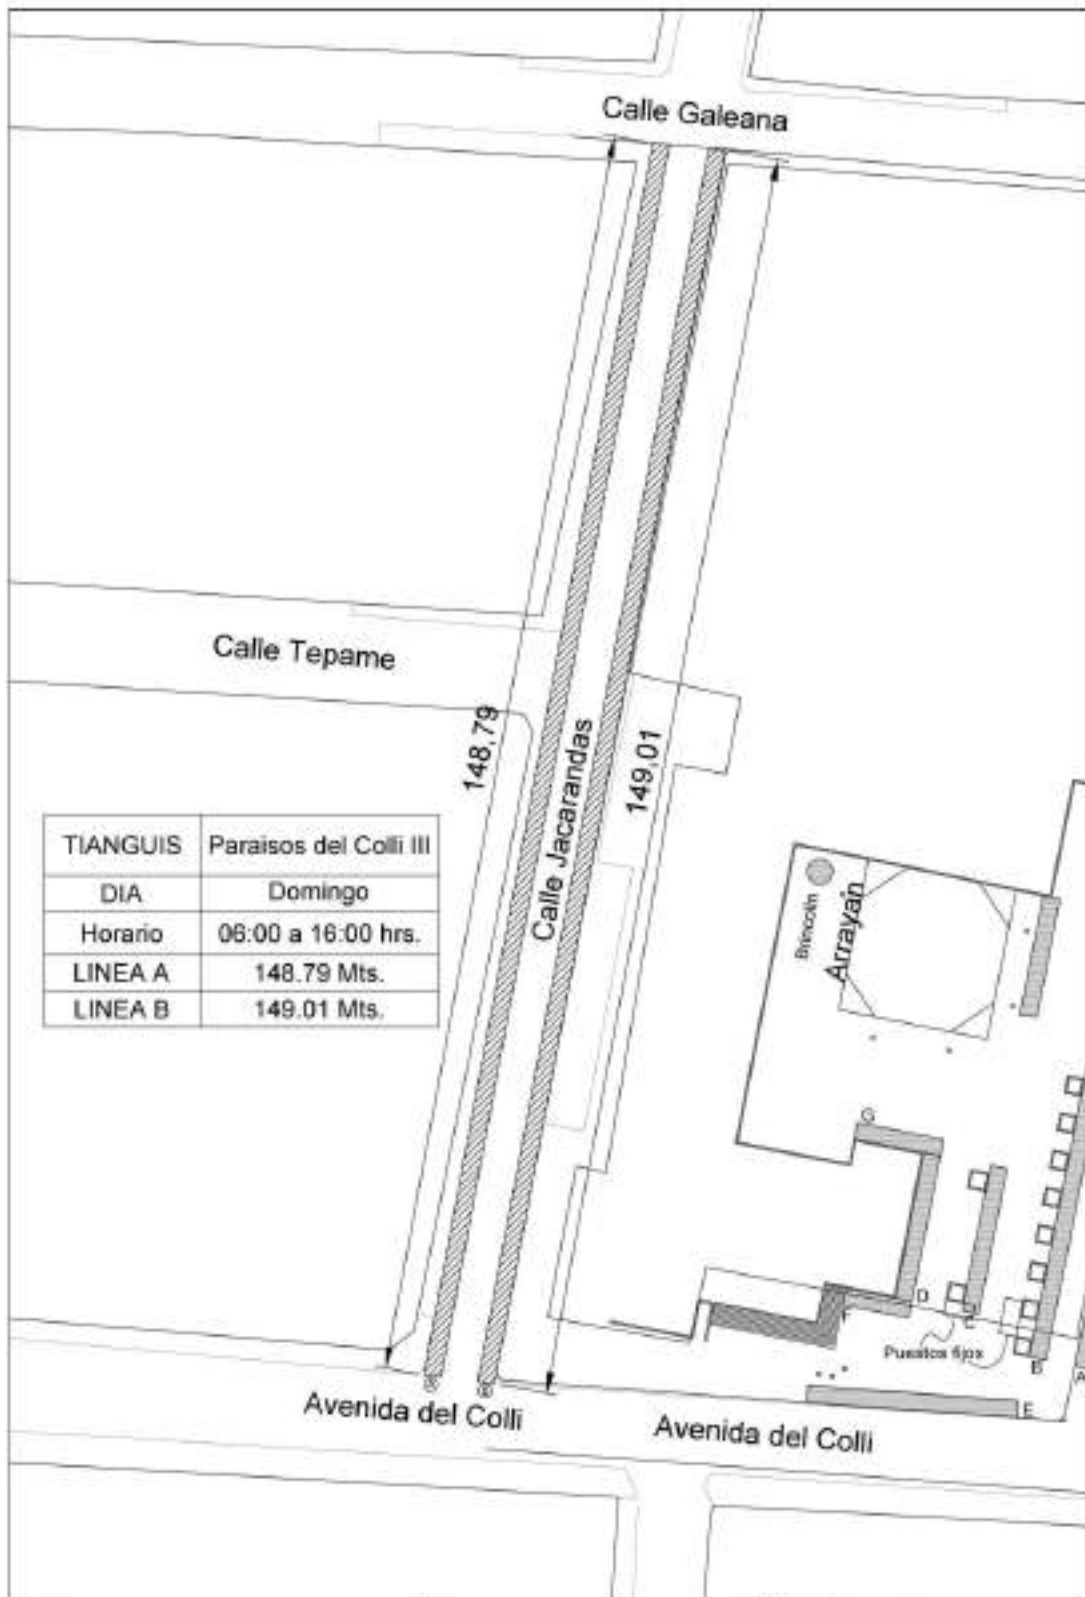 Calle Galeana
Calle Tepame
148.79
149.01
Calle Jacarandas
TIANGUIS Paraisos del Colli III
DIA Domingo
Horario 06:00 a 16:00 hrs.
LINEA A 148.79 Mts.
LINEA B 149.01 Mts.
Brincolin
Arrayan
G
D
C
Puestos fijos
B
A
E
A
B
Avenida del Colli
Avenida del Colli